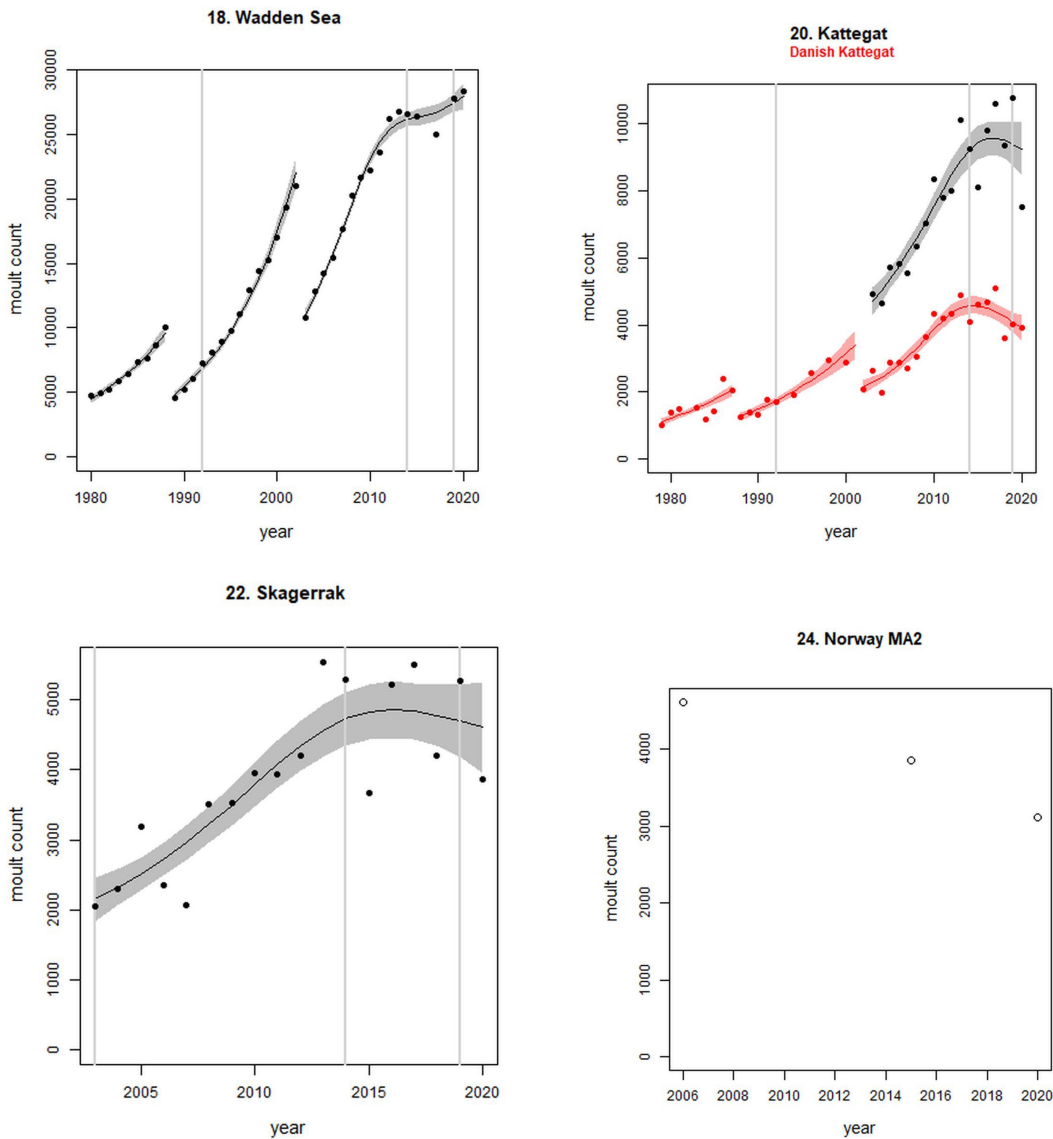 18. Wadden Sea
moult count
0 5000 10000 15000 20000 25000 30000
1980 1990 2000 2010 2020
year
20. Kattegat
Danish Kattegat
moult count
0 2000 4000 6000 8000 10000
1980 1990 2000 2010 2020
year
22. Skagerrak
moult count
0 1000 2000 3000 4000 5000
2005 2010 2015 2020
year
24. Norway MA2
moult count
0 1000 2000 3000 4000
2006 2008 2010 2012 2014 2016 2018 2020
year